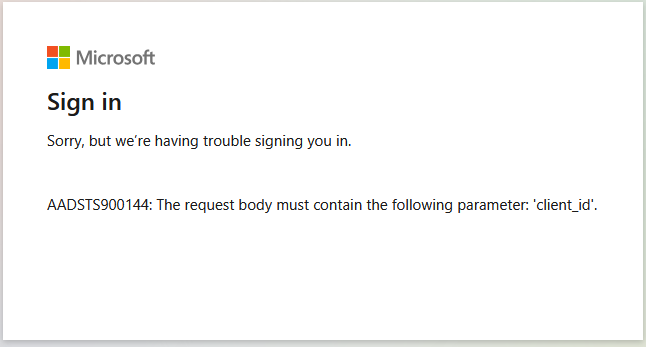 Microsoft
Sign in
Sorry, but we’re having trouble signing you in.
AADSTS900144: The request body must contain the following parameter: 'client_id'.